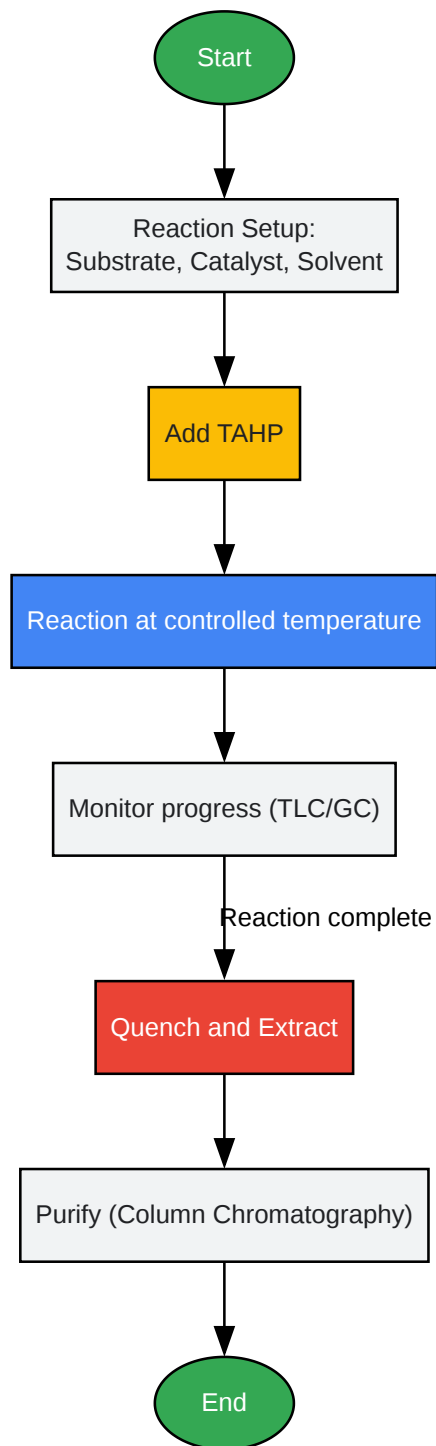 Start
Reaction Setup:
Substrate, Catalyst, Solvent
Add TAHP
Reaction at controlled temperature
Monitor progress (TLC/GC)
Reaction complete
Quench and Extract
Purify (Column Chromatography)
End